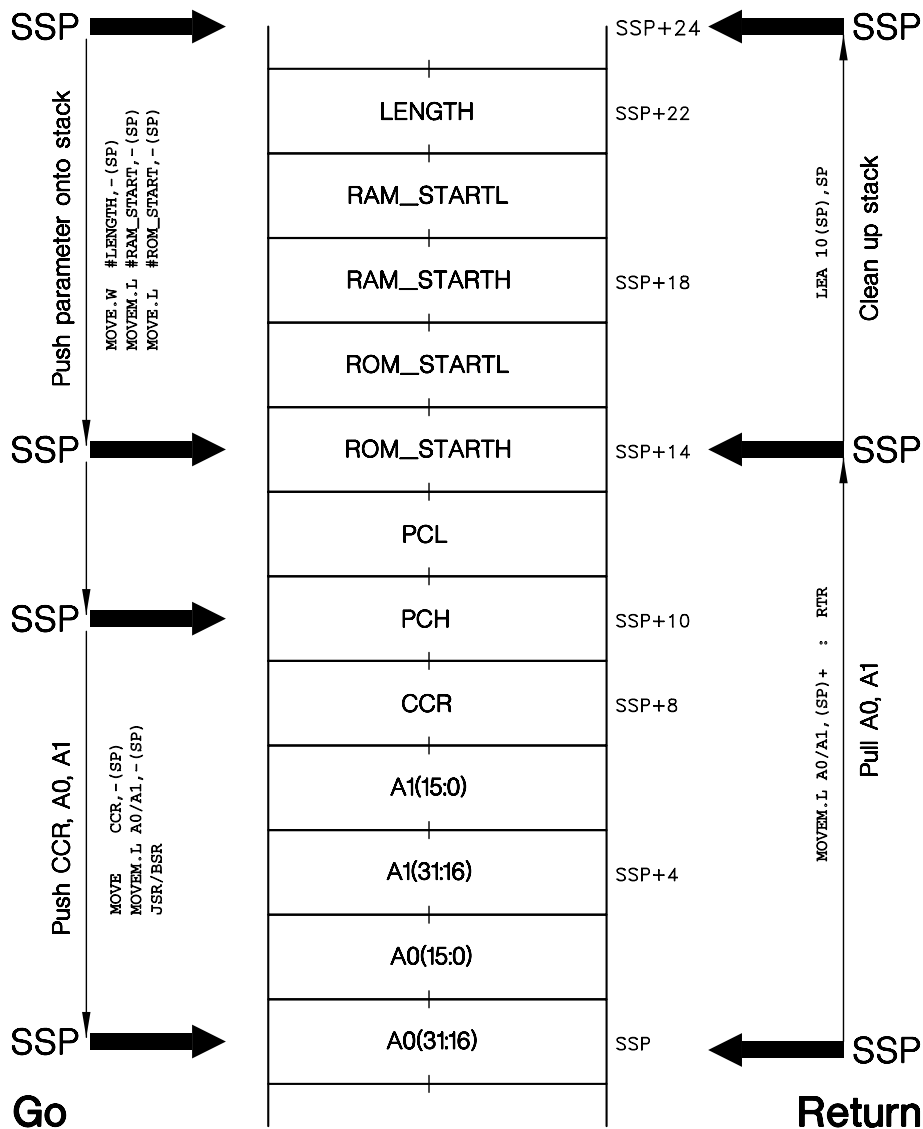 SSP
SSP+24
SSP
Push parameter onto stack
MOVE.W #LENGTH,-(SP)
MOVEM.L #RAM_START,-(SP)
MOVE.L #ROM_START,-(SP)
LENGTH
SSP+22
RAM_STARTL
RAM_STARTH
SSP+18
LEA 10(SP),SP
Clean up stack
ROM_STARTL
SSP
ROM_STARTH
SSP+14
SSP
PCL
SSP
PCH
SSP+10
CCR
SSP+8
Push CCR, A0, A1
MOVE CCR,-(SP)
MOVEM.L A0/A1,-(SP)
JSR/BSR
A1(15:0)
A1(31:16)
SSP+4
MOVEM.L A0/A1,(SP)+ : RTR
Pull A0, A1
A0(15:0)
SSP
A0(31:16)
SSP
SSP
Go
Return